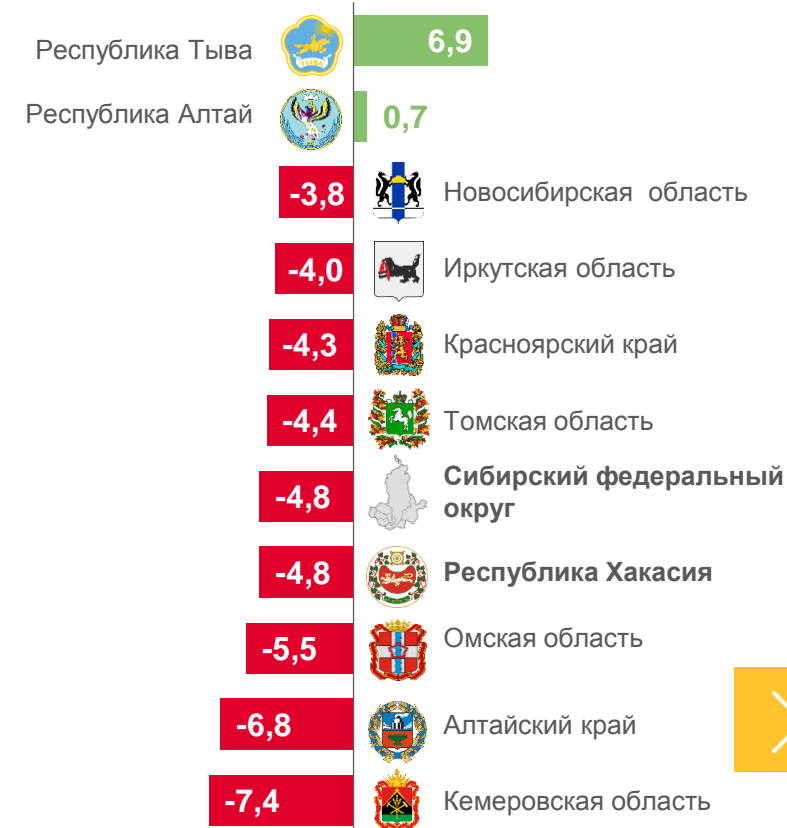 Республика Тыва 6,9
Республика Алтай 0,7
-3,8 Новосибирская область
-4,0 Иркутская область
-4,3 Красноярский край
-4,4 Томская область
-4,8 Сибирский федеральный
округ
-4,8 Республика Хакасия
-5,5 Омская область
-6,8 Алтайский край
-7,4 Кемеровская область